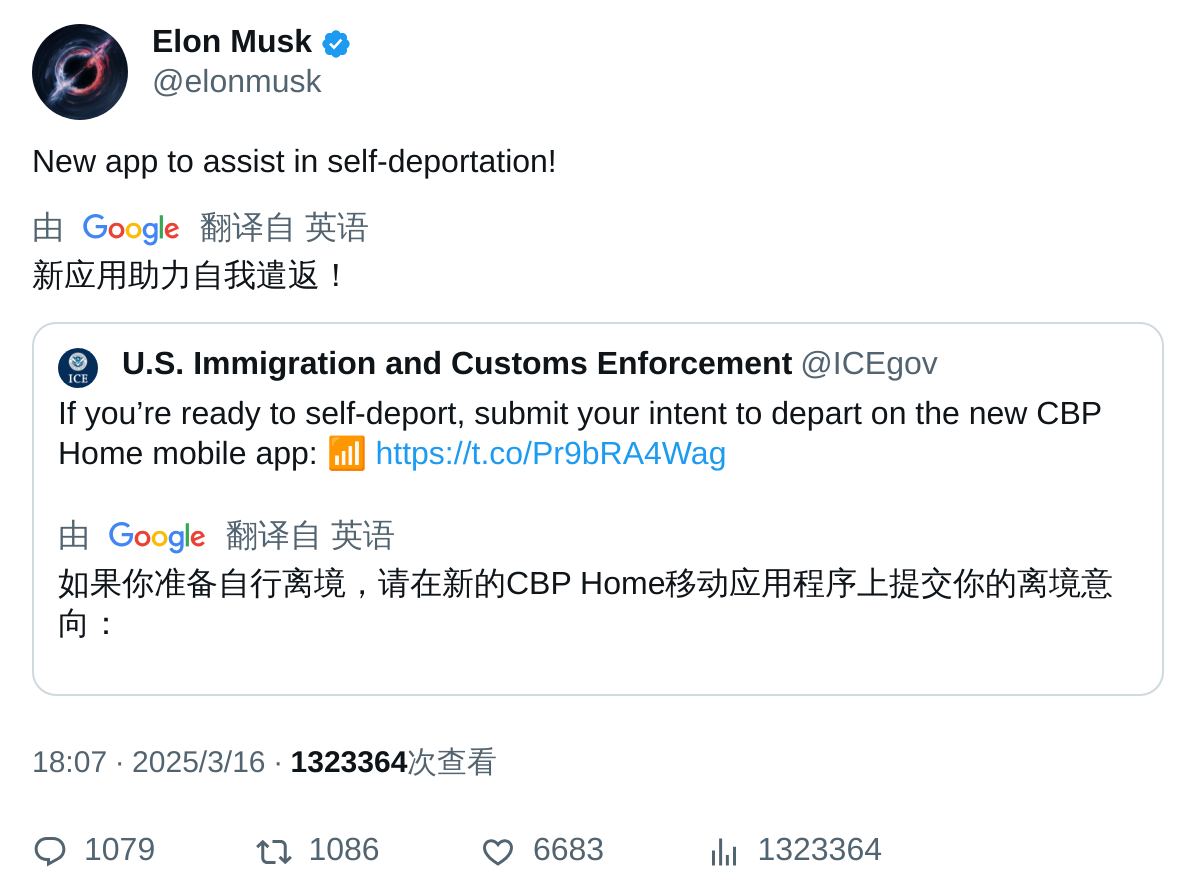 Elon Musk
@elonmusk
New app to assist in self-deportation!
由 Google 翻译自 英语
新应用助力自我遣返！
U.S. Immigration and Customs Enforcement @ICEgov
ICE
If you’re ready to self-deport, submit your intent to depart on the new CBP
Home mobile app: 📶 https://t.co/Pr9bRA4Wag
由 Google 翻译自 英语
如果你准备自行离境，请在新的CBP Home移动应用程序上提交你的离境意
向：
18:07 · 2025/3/16 · 1323364次查看
1079 1086 6683 1323364